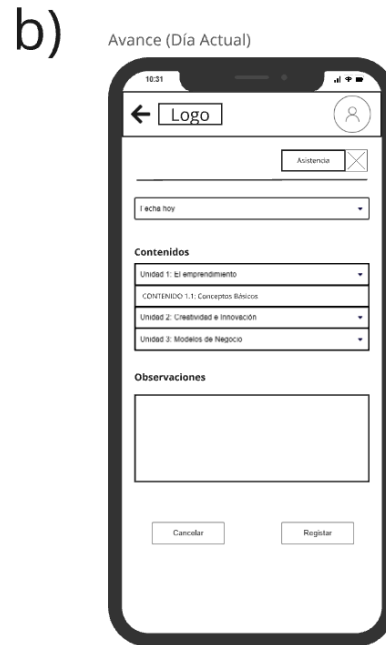 b)
Avance (Día Actual)
10:31
Logo
Asistencia
Fecha hoy
Contenidos
Unidad 1: El emprendimiento
CONTENIDO 1.1: Conceptos Básicos
Unidad 2: Creatividad e Innovación
Unidad 3: Modelos de Negocio
Observaciones
Cancelar Registar